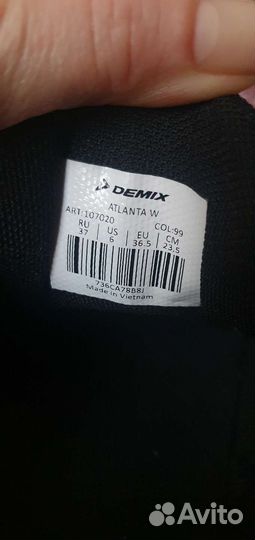 DEMIX
ATLANTA W
ART:107020 COL:99
RU US EU CM
37 6 36.5 23,5
736CA78B8J
Made in Vietnam
Avito